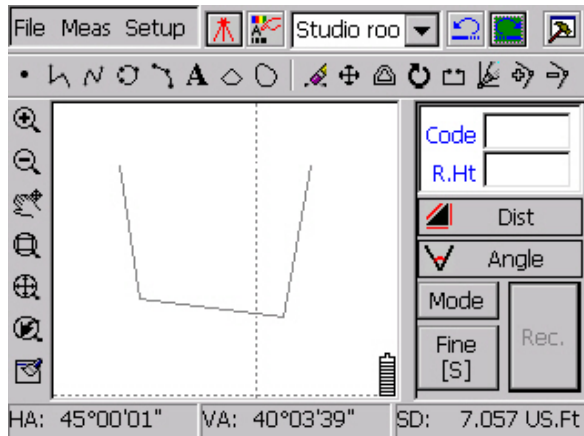 File Meas Setup Studio roo
A
Code
R.Ht
Dist
Angle
Mode
Fine
[S]
Rec.
HA: 45°00'01" VA: 40°03'39" SD: 7.057 US.Ft